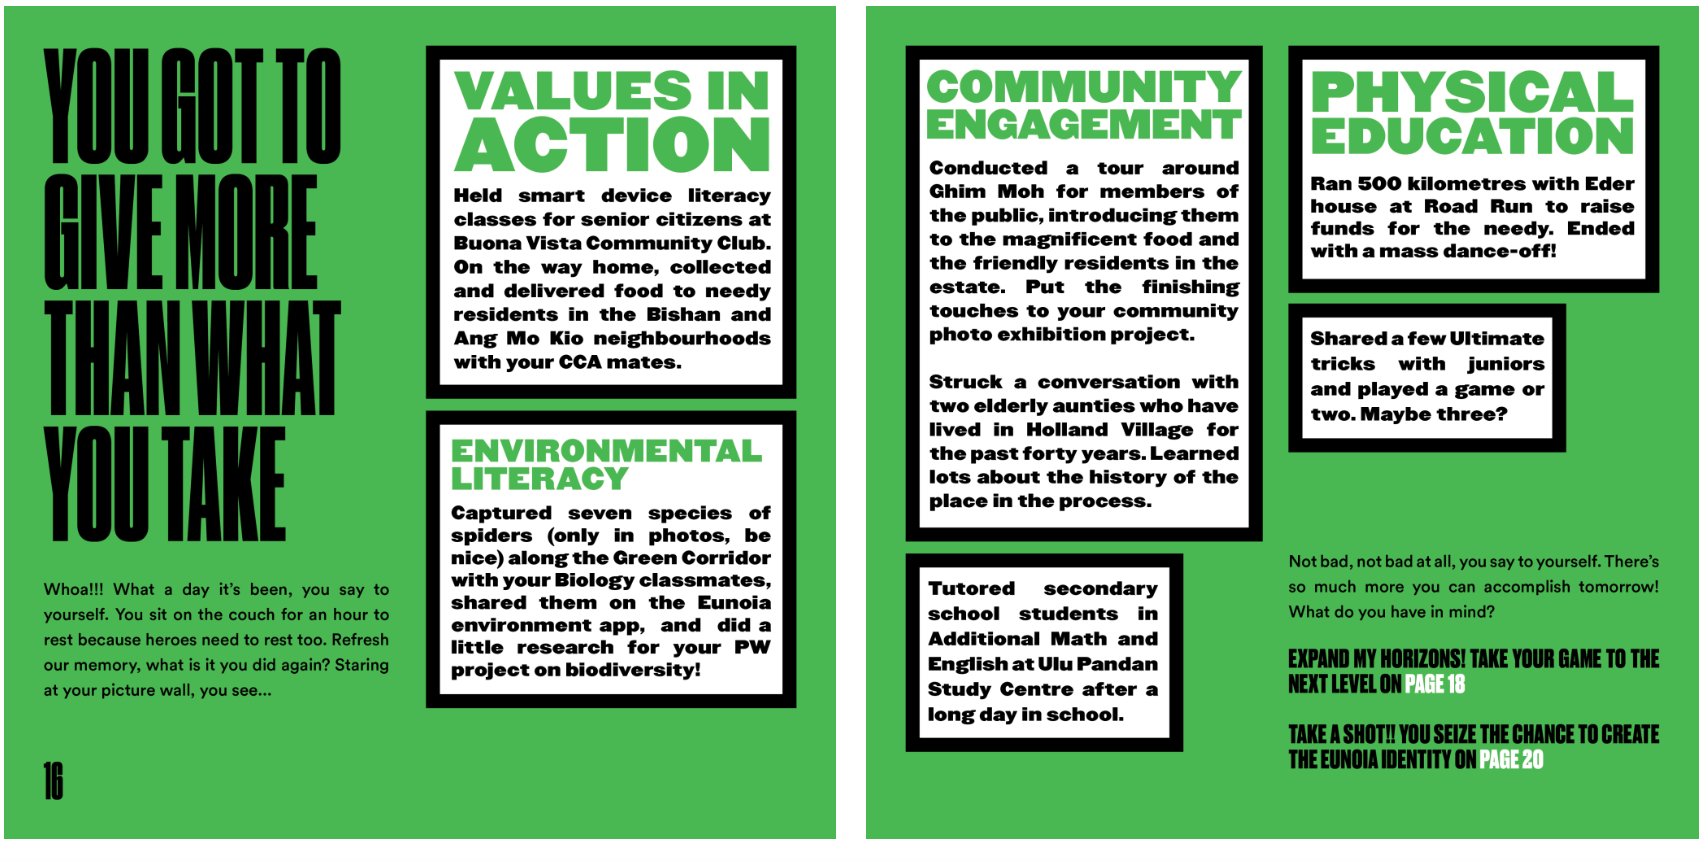 YOU GOT TO
GIVE MORE
THAN WHAT
YOU TAKE
Whoa!!! What a day it's been, you say to
yourself. You sit on the couch for an hour to
rest because heroes need to rest too. Refresh
our memory, what is it you did again? Staring
at your picture wall, you see...
16
VALUES IN
ACTION
Held smart device literacy
classes for senior citizens at
Buona Vista Community Club.
On the way home, collected
and delivered food to needy
residents in the Bishan and
Ang Mo Kio neighbourhoods
with your CCA mates.
ENVIRONMENTAL
LITERACY
Captured seven species of
spiders (only in photos, be
nice) along the Green Corridor
with your Biology classmates,
shared them on the Eunoia
environment app, and did a
little research for your PW
project on biodiversity!
COMMUNITY
ENGAGEMENT
Conducted a tour around
Ghim Moh for members of
the public, introducing them
to the magnificent food and
the friendly residents in the
estate. Put the finishing
touches to your community
photo exhibition project.
Struck a conversation with
two elderly aunties who have
lived in Holland Village for
the past forty years. Learned
lots about the history of the
place in the process.
Tutored secondary
school students in
Additional Math and
English at Ulu Pandan
Study Centre after a
long day in school.
PHYSICAL
EDUCATION
Ran 500 kilometres with Eder
house at Road Run to raise
funds for the needy. Ended
with a mass dance-off!
Shared a few Ultimate
tricks with juniors
and played a game or
two. Maybe three?
Not bad, not bad at all, you say to yourself. There's
so much more you can accomplish tomorrow!
What do you have in mind?
EXPAND MY HORIZONS! TAKE YOUR GAME TO THE
NEXT LEVEL ON PAGE 18
TAKE A SHOT!! YOU SEIZE THE CHANCE TO CREATE
THE EUNOIA IDENTITY ON PAGE 20